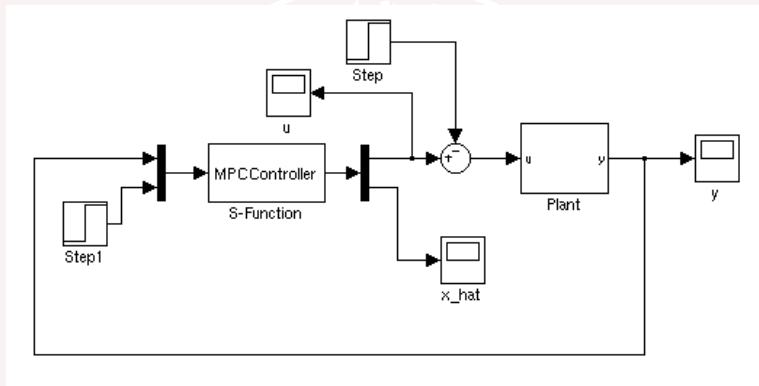 Step
u
+
−
u y
Plant
y
MPCController
S-Function
Step1
x_hat